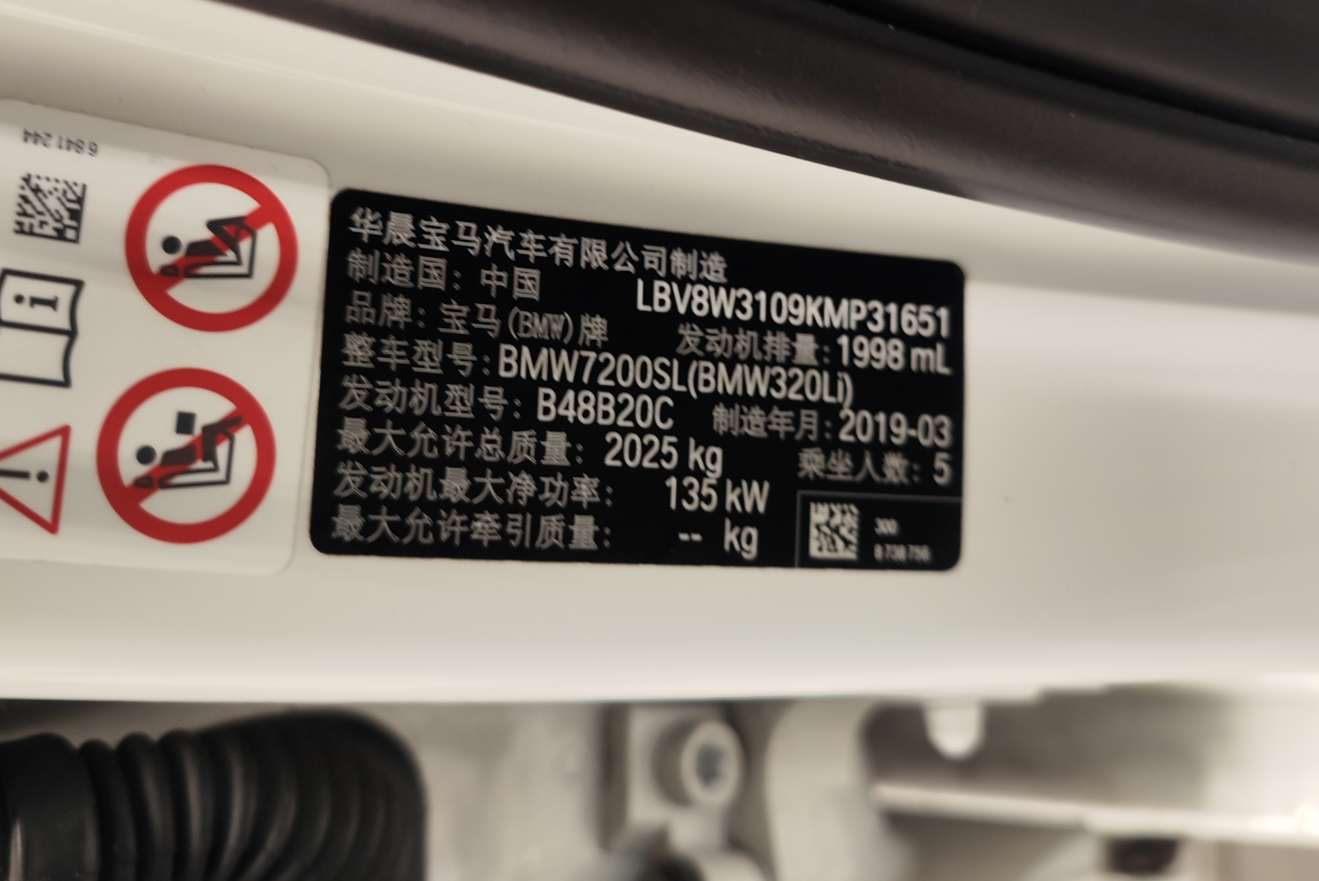 6 841 244
华晨宝马汽车有限公司制造
制造国：中国
LBV8W3109KMP31651
品牌：宝马(BMW)牌
发动机排量：1998 mL
整车型号：BMW7200SL(BMW320Li)
发动机型号：B48B20C
制造年月：2019-03
最大允许总质量：2025 kg
乘坐人数：5
发动机最大净功率：135 kW
最大允许牵引质量：-- kg